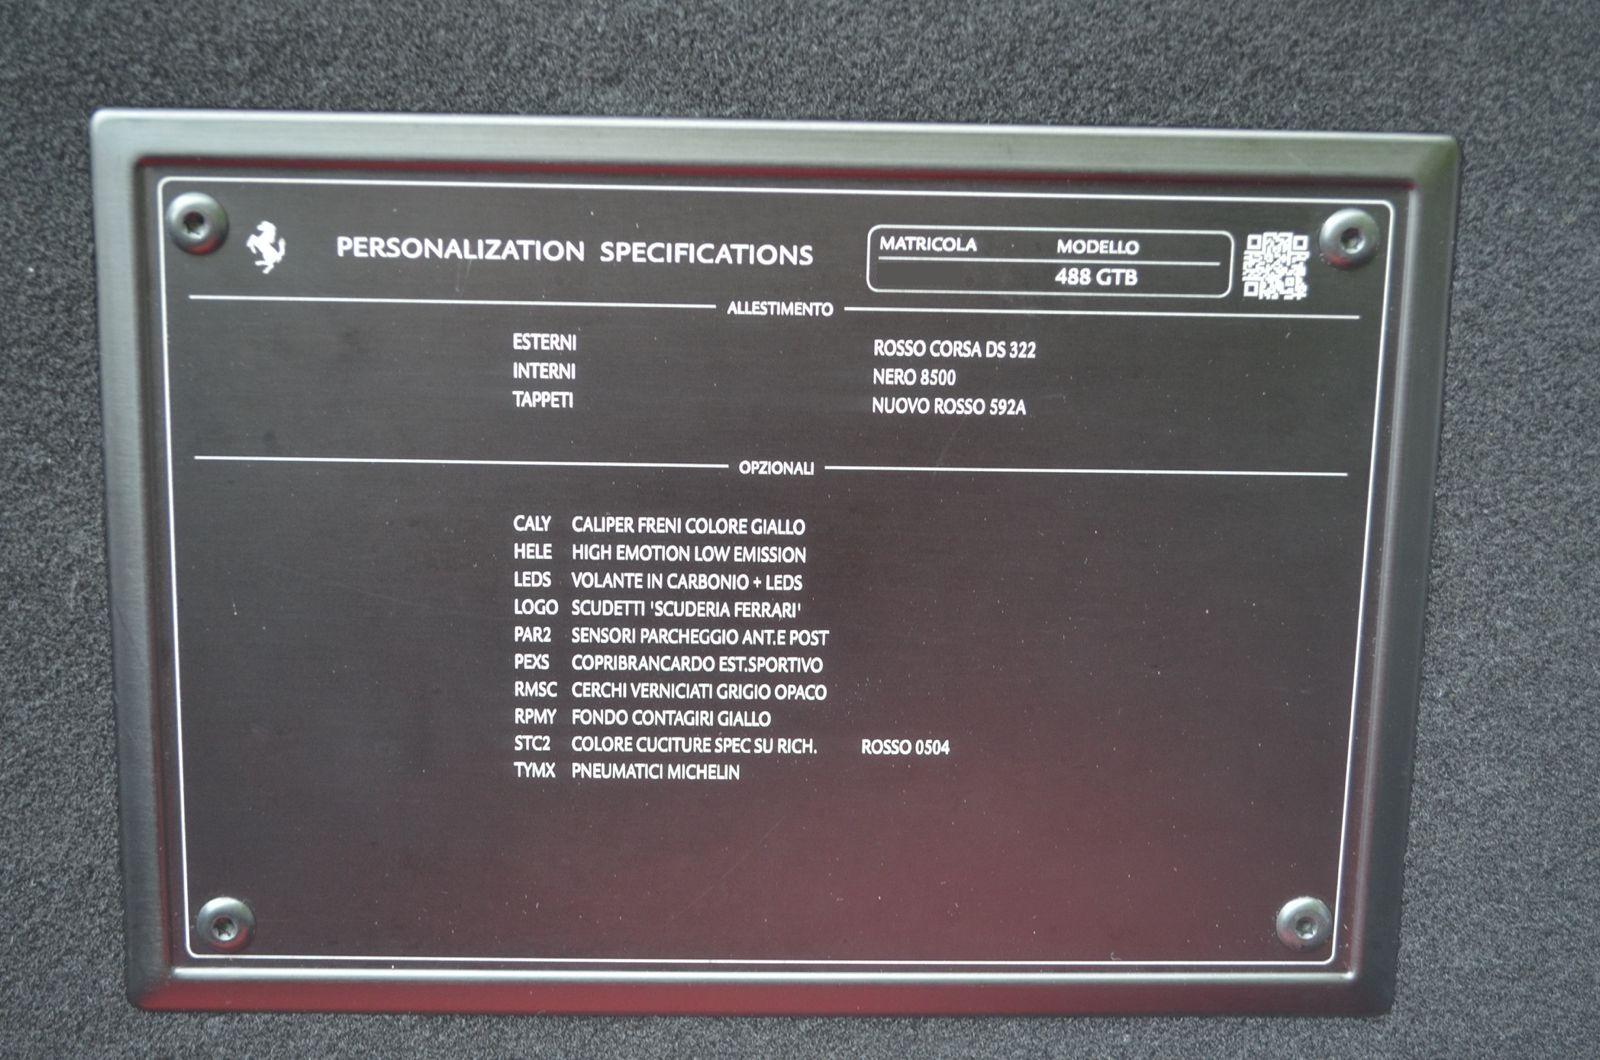 PERSONALIZATION SPECIFICATIONS
MATRICOLA MODELLO
488 GTB
ALLESTIMENTO
ESTERNI ROSSO CORSA DS 322
INTERNI NERO 8500
TAPPETI NUOVO ROSSO 592A
OPZIONALI
CALY CALIPER FRENI COLORE GIALLO
HELE HIGH EMOTION LOW EMISSION
LEDS VOLANTE IN CARBONIO + LEDS
LOGO SCUDETTI 'SCUDERIA FERRARI'
PAR2 SENSORI PARCHEGGIO ANT.E POST
PEXS COPRIBRANCARDO EST.SPORTIVO
RMSC CERCHI VERNICIATI GRIGIO OPACO
RPMY FONDO CONTAGIRI GIALLO
STC2 COLORE CUCITURE SPEC SU RICH. ROSSO 0504
TYMX PNEUMATICI MICHELIN